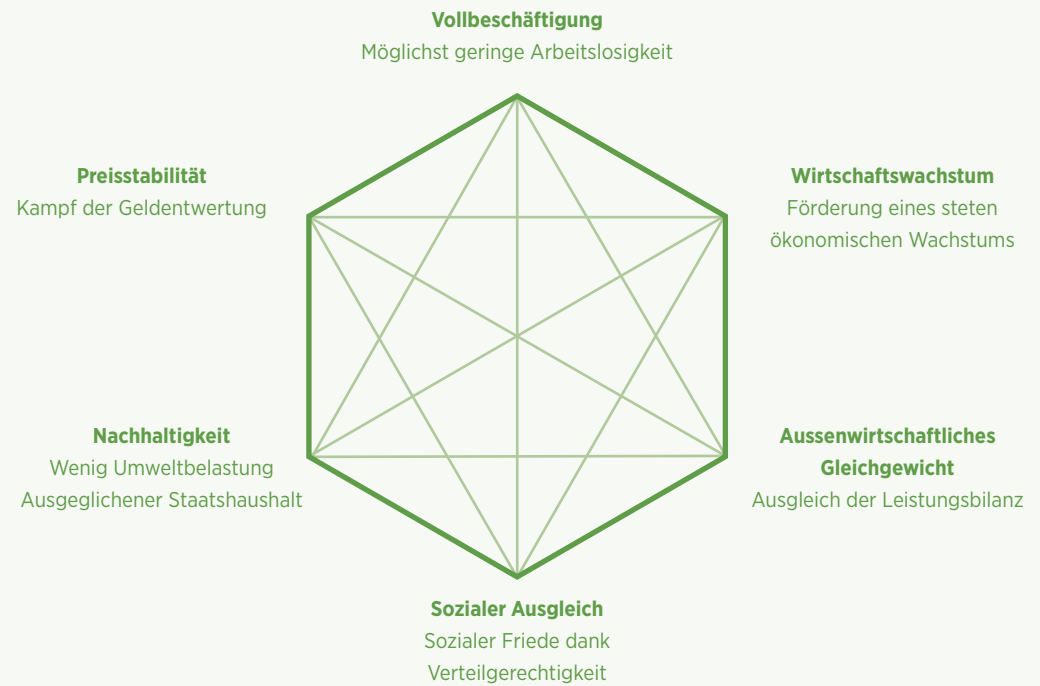 Vollbeschäftigung
Möglichst geringe Arbeitslosigkeit
Preisstabilität
Kampf der Geldentwertung
Wirtschaftswachstum
Förderung eines steten
ökonomischen Wachstums
Nachhaltigkeit
Wenig Umweltbelastung
Ausgeglichener Staatshaushalt
Aussenwirtschaftliches
Gleichgewicht
Ausgleich der Leistungsbilanz
Sozialer Ausgleich
Sozialer Friede dank
Verteilgerechtigkeit